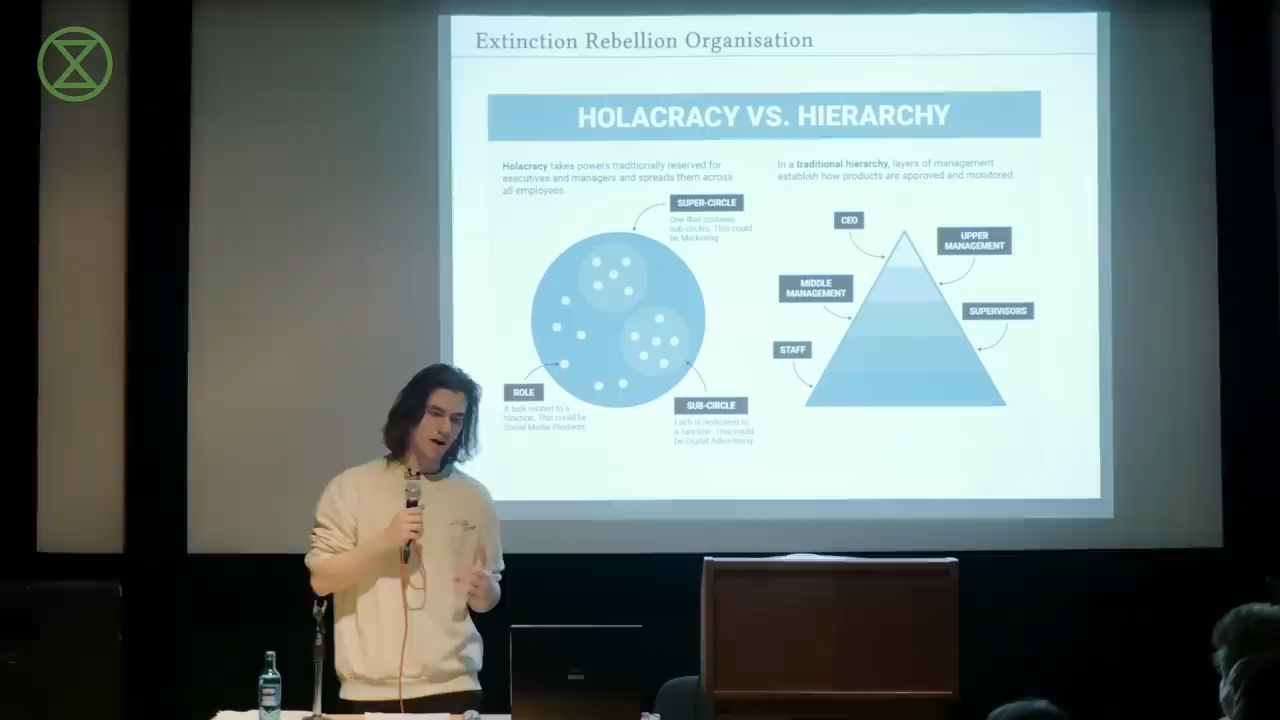 Extinction Rebellion Organisation
HOLACRACY VS. HIERARCHY
Holacracy takes powers traditionally reserved for
executives and managers and spreads them across
all employees.
SUPER-CIRCLE
One that contains
sub-circles. This could
be Marketing
ROLE
A task related to a
function. This could be
Social Media Producer
SUB-CIRCLE
Each is dedicated to
a function. This could
be Digital Advertising
In a traditional hierarchy, layers of management
establish how products are approved and monitored.
CEO
UPPER
MANAGEMENT
MIDDLE
MANAGEMENT
SUPERVISORS
STAFF